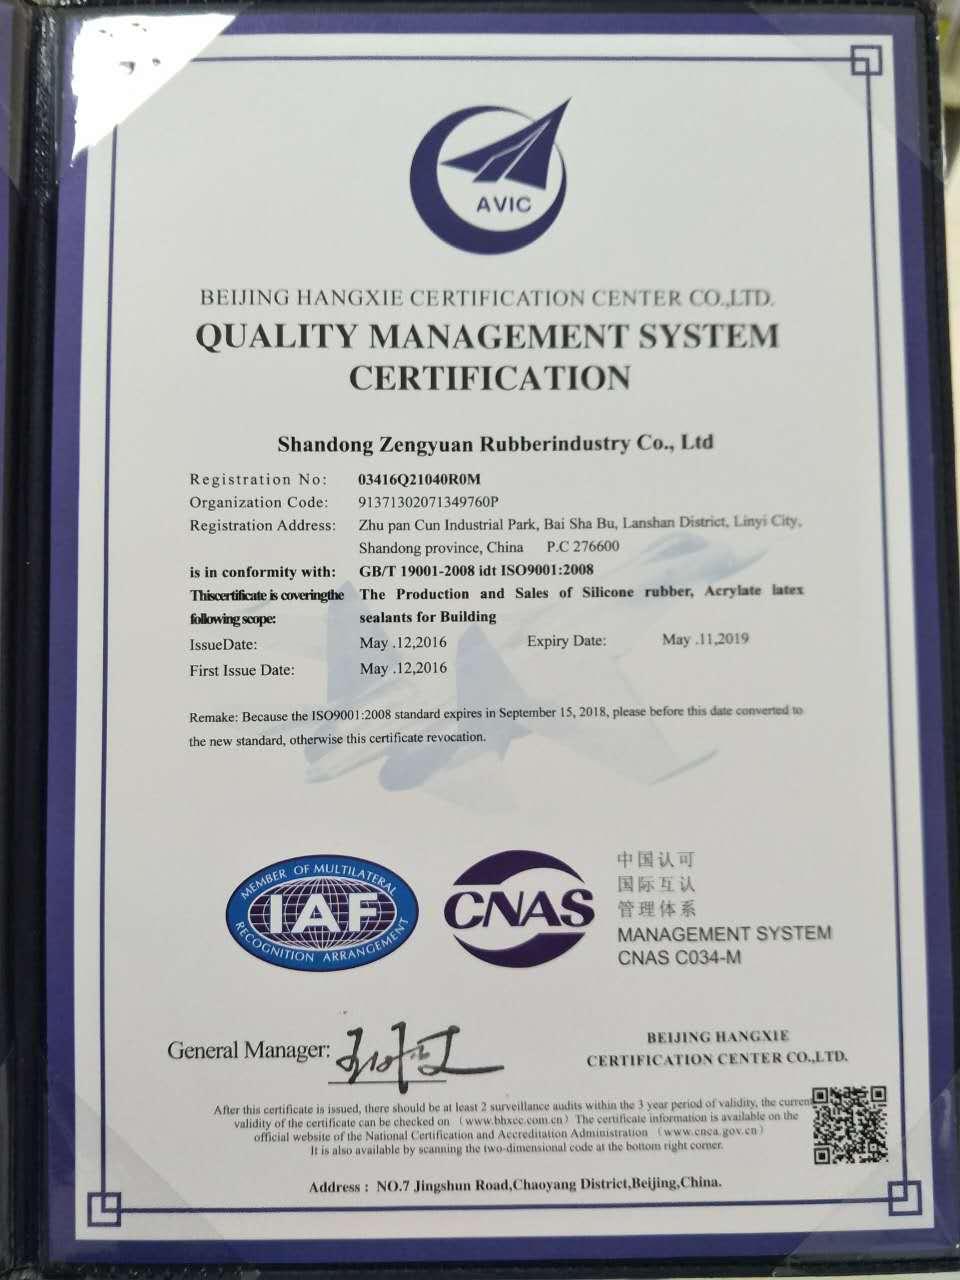 AVIC
BEIJING HANGXIE CERTIFICATION CENTER CO.,LTD.
QUALITY MANAGEMENT SYSTEM
CERTIFICATION
Shandong Zengyuan Rubberindustry Co., Ltd
Registration No: 03416Q21040R0M
Organization Code: 91371302071349760P
Registration Address: Zhu pan Cun Industrial Park, Bai Sha Bu, Lanshan District, Linyi City,
Shandong province, China P.C 276600
is in conformity with: GB/T 19001-2008 idt ISO9001:2008
Thiscertificate is coveringthe The Production and Sales of Silicone rubber, Acrylate latex
following scope: sealants for Building
IssueDate: May .12,2016 Expiry Date: May .11,2019
First Issue Date: May .12,2016
Remake: Because the ISO9001:2008 standard expires in September 15, 2018, please before this date converted to
the new standard, otherwise this certificate revocation.
MEMBER OF MULTILATERAL
IAF
RECOGNITION ARRANGEMENT
CNAS
中国认可
国际互认
管理体系
MANAGEMENT SYSTEM
CNAS C034-M
General Manager:
BEIJING HANGXIE
CERTIFICATION CENTER CO.,LTD.
After this certificate is issued, there should be at least 2 surveillance audits within the 3 year period of validity, the current
validity of the certificate can be checked on （www.bhxcc.com.cn）The certificate information is available on the
official website of the National Certification and Accreditation Administration （www.cnca.gov.cn）
It is also available by scanning the two-dimensional code at the bottom right corner.
Address : NO.7 Jingshun Road,Chaoyang District,Beijing,China.